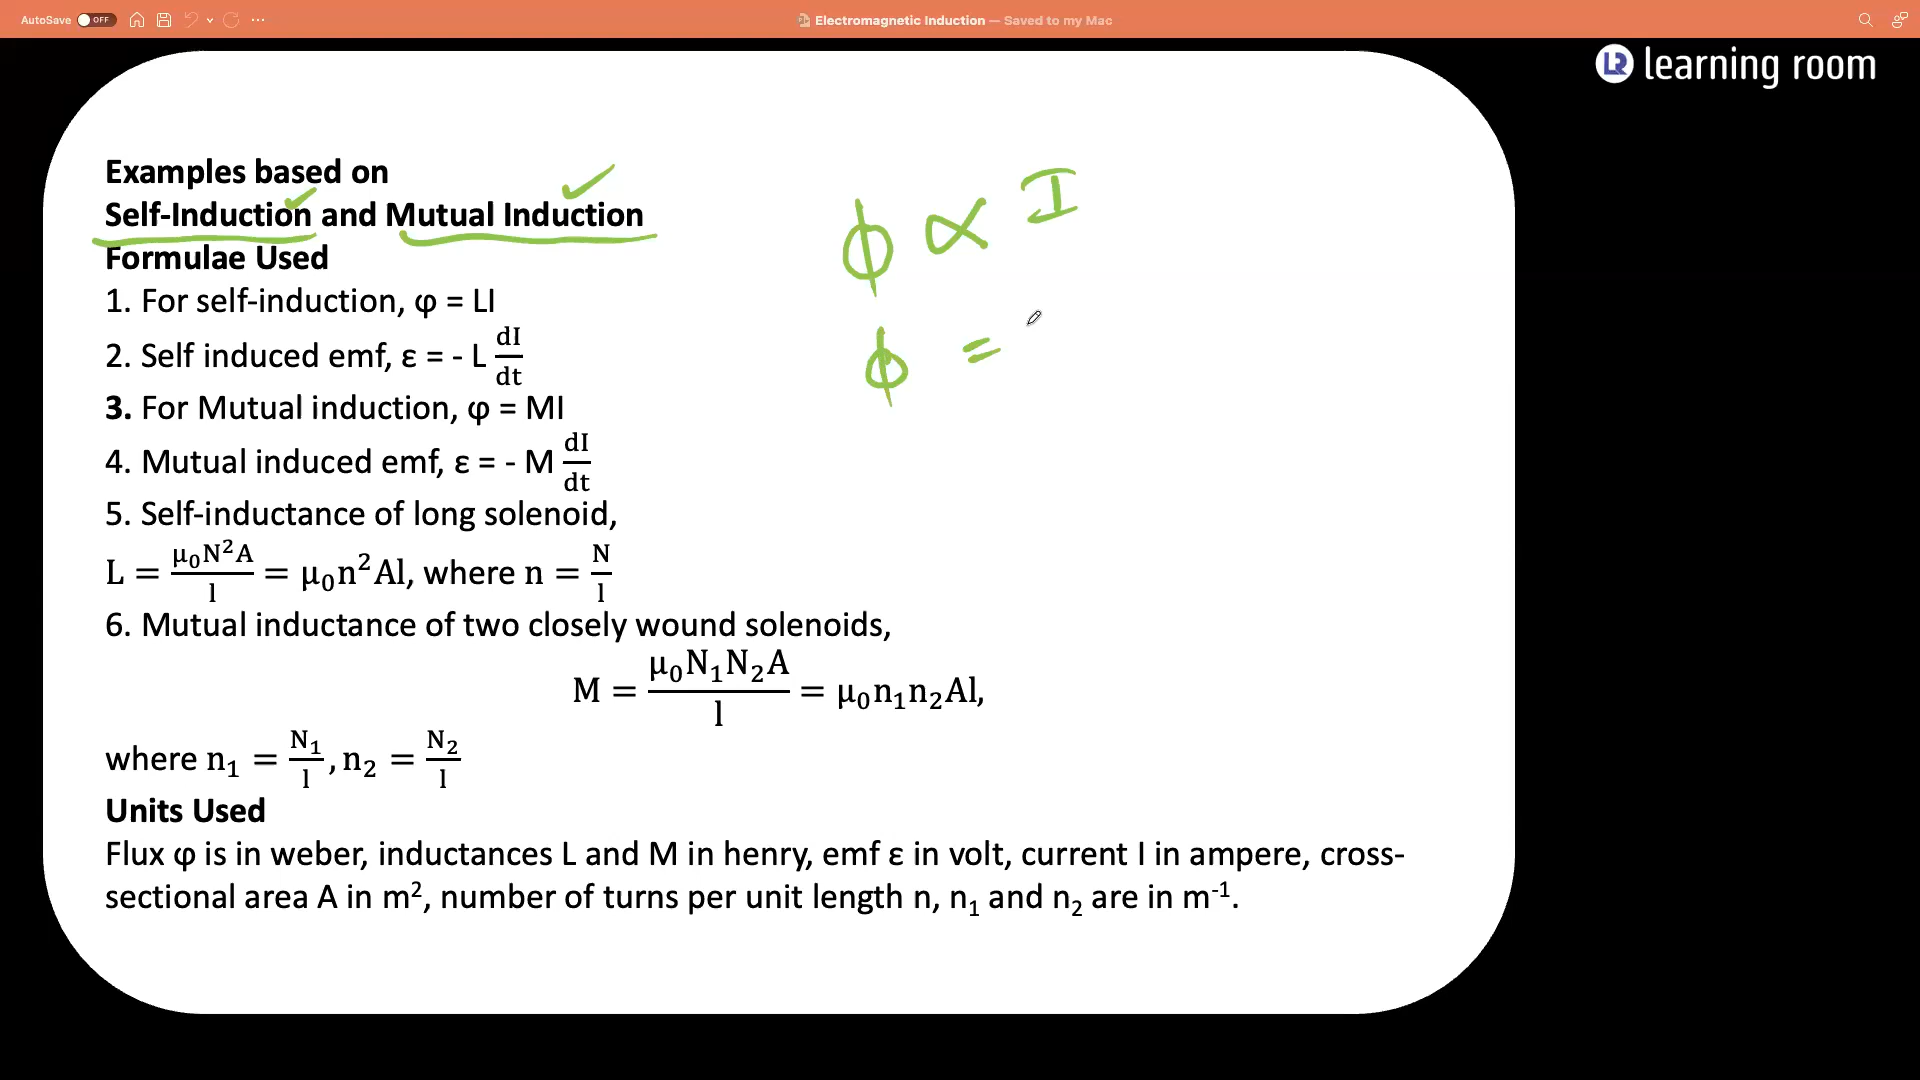 AutoSave OFF
Electromagnetic Induction — Saved to my Mac
LR learning room
Examples based on
Self-Induction and Mutual Induction
Formulae Used
1. For self-induction, φ = LI
2. Self induced emf, ε = - L dI/dt
3. For Mutual induction, φ = MI
4. Mutual induced emf, ε = - M dI/dt
5. Self-inductance of long solenoid,
L = μ₀N²A/l = μ₀n²Al, where n = N/l
6. Mutual inductance of two closely wound solenoids,
M = μ₀N₁N₂A/l = μ₀n₁n₂Al,
where n₁ = N₁/l, n₂ = N₂/l
Units Used
Flux φ is in weber, inductances L and M in henry, emf ε in volt, current I in ampere, cross-
sectional area A in m², number of turns per unit length n, n₁ and n₂ are in m⁻¹.
ϕ ∝ I
ϕ =